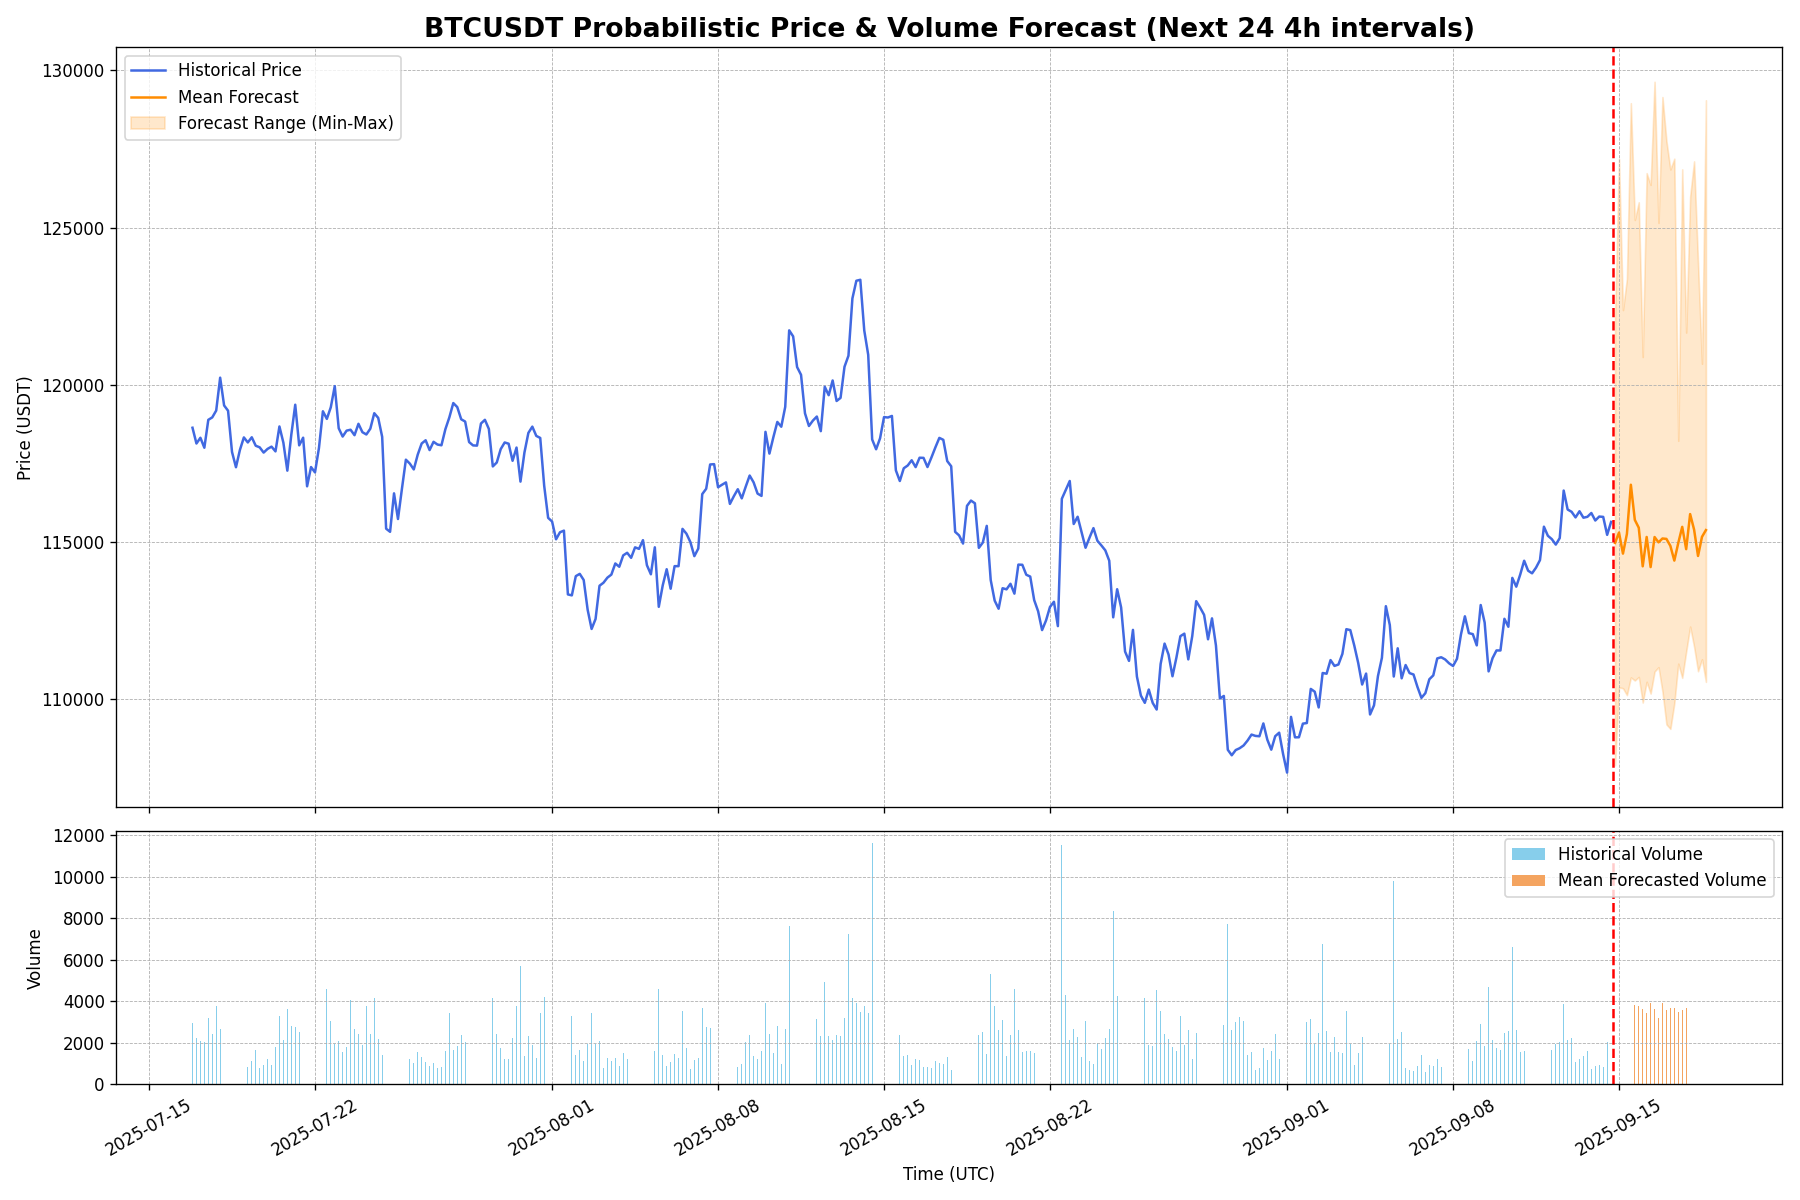 BTCUSDT Probabilistic Price & Volume Forecast (Next 24 4h intervals)
Historical Price
Mean Forecast
Forecast Range (Min-Max)
130000
125000
120000
115000
110000
Price (USDT)
Historical Volume
Mean Forecasted Volume
12000
10000
8000
6000
4000
2000
0
Volume
2025-07-15
2025-07-22
2025-08-01
2025-08-08
2025-08-15
2025-08-22
2025-09-01
2025-09-08
2025-09-15
Time (UTC)